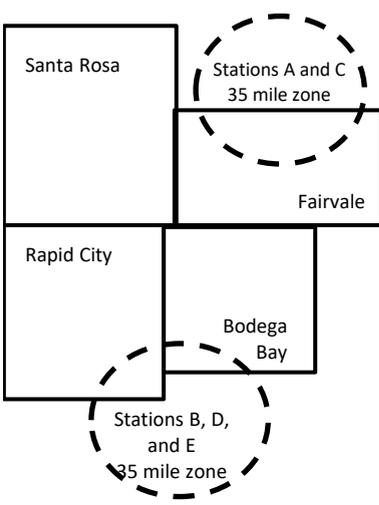 Santa Rosa
Stations A and C
35 mile zone
Fairvale
Rapid City
Bodega
Bay
Stations B, D,
and E
35 mile zone